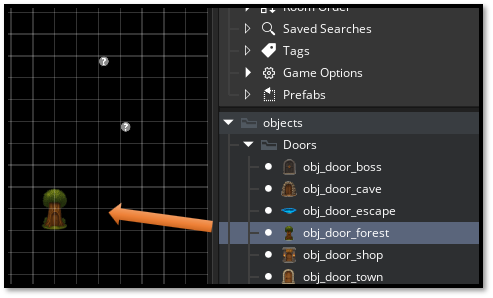 ?
?
Room Order
Saved Searches
Tags
Game Options
Prefabs
objects
Doors
obj_door_boss
obj_door_cave
obj_door_escape
obj_door_forest
obj_door_shop
obj_door_town